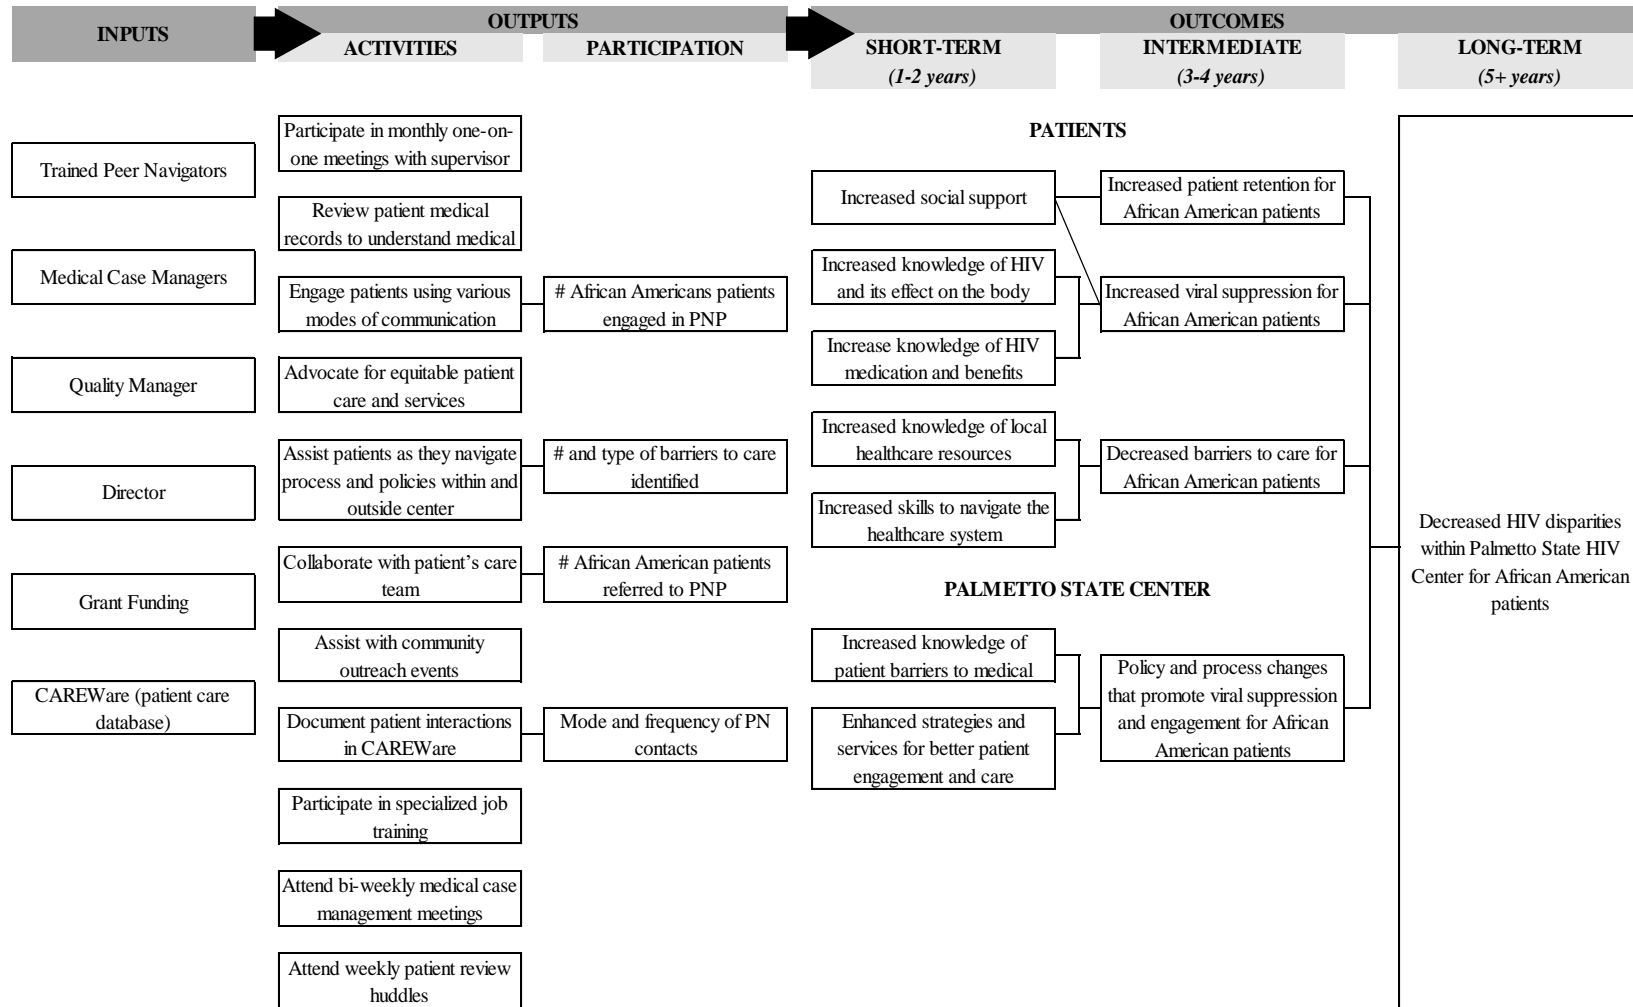 INPUTS
OUTPUTS
ACTIVITIES
PARTICIPATION
OUTCOMES
SHORT-TERM
(1-2 years)
INTERMEDIATE
(3-4 years)
LONG-TERM
(5+ years)
Trained Peer Navigators
Medical Case Managers
Quality Manager
Director
Grant Funding
CAREWare (patient care
database)
Participate in monthly one-on-
one meetings with supervisor
Review patient medical
records to understand medical
Engage patients using various
modes of communication
Advocate for equitable patient
care and services
Assist patients as they navigate
process and policies within and
outside center
Collaborate with patient’s care
team
Assist with community
outreach events
Document patient interactions
in CAREWare
Participate in specialized job
training
Attend bi-weekly medical case
management meetings
Attend weekly patient review
huddles
# African Americans patients
engaged in PNP
# and type of barriers to care
identified
# African American patients
referred to PNP
Mode and frequency of PN
contacts
PATIENTS
Increased social support
Increased knowledge of HIV
and its effect on the body
Increase knowledge of HIV
medication and benefits
Increased knowledge of local
healthcare resources
Increased skills to navigate the
healthcare system
PALMETTO STATE CENTER
Increased knowledge of
patient barriers to medical
Enhanced strategies and
services for better patient
engagement and care
Increased patient retention for
African American patients
Increased viral suppression for
African American patients
Decreased barriers to care for
African American patients
Policy and process changes
that promote viral suppression
and engagement for African
American patients
Decreased HIV disparities
within Palmetto State HIV
Center for African American
patients